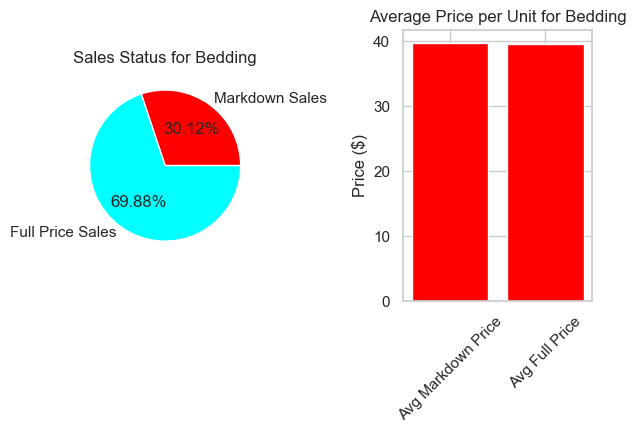 Sales Status for Bedding
Markdown Sales
30.12%
69.88%
Full Price Sales
Average Price per Unit for Bedding
Price ($)
40
30
20
10
0
Avg Markdown Price
Avg Full Price